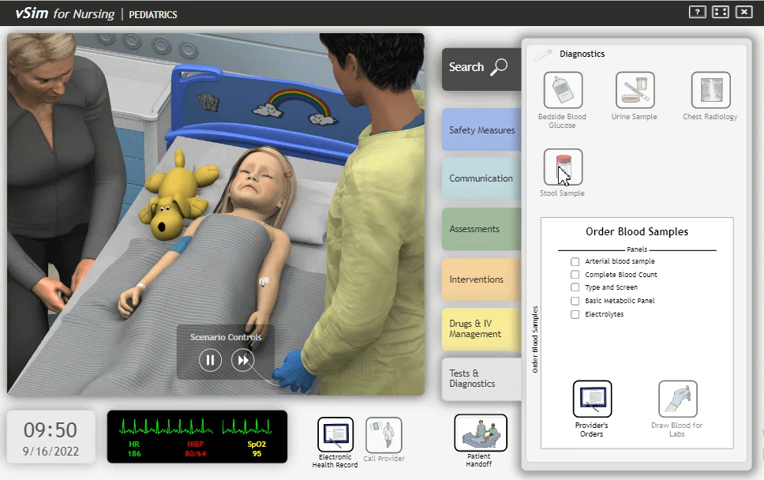 vSim for Nursing | PEDIATRICS
?
Search
Safety Measures
Communication
Assessments
Interventions
Drugs & IV
Management
Tests &
Diagnostics
Diagnostics
Bedside Blood
Glucose
Urine Sample
Chest Radiology
Stool Sample
Order Blood Samples
Order Blood Samples
Panels
Arterial blood sample
Complete Blood Count
Type and Screen
Basic Metabolic Panel
Electrolytes
Provider's
Orders
Draw Blood for
Labs
Scenario Controls
09:50
9/16/2022
HR
186
NIBP
80/64
SpO2
95
Electronic
Health Record
Call Provider
Patient
Handoff